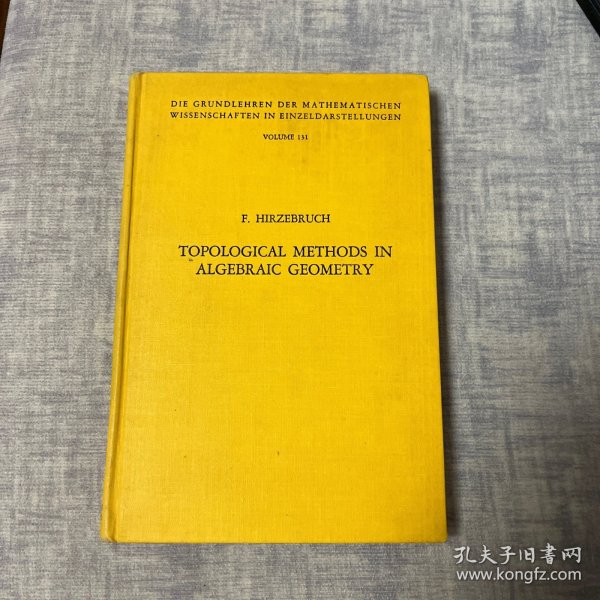 DIE GRUNDLEHREN DER MATHEMATISCHEN
WISSENSCHAFTEN IN EINZELDARSTELLUNGEN
VOLUME 131
F. HIRZEBRUCH
TOPOLOGICAL METHODS IN
ALGEBRAIC GEOMETRY
孔夫子旧书网
www.kongfz.com